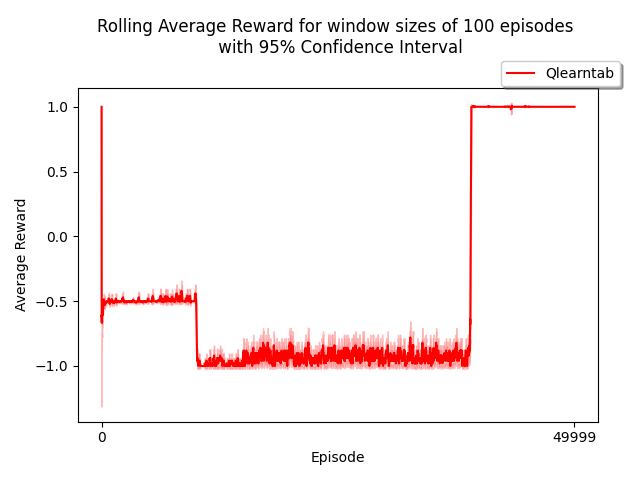 Rolling Average Reward for window sizes of 100 episodes
with 95% Confidence Interval
Qlearntab
1.0
0.5
0.0
−0.5
−1.0
Average Reward
0
49999
Episode